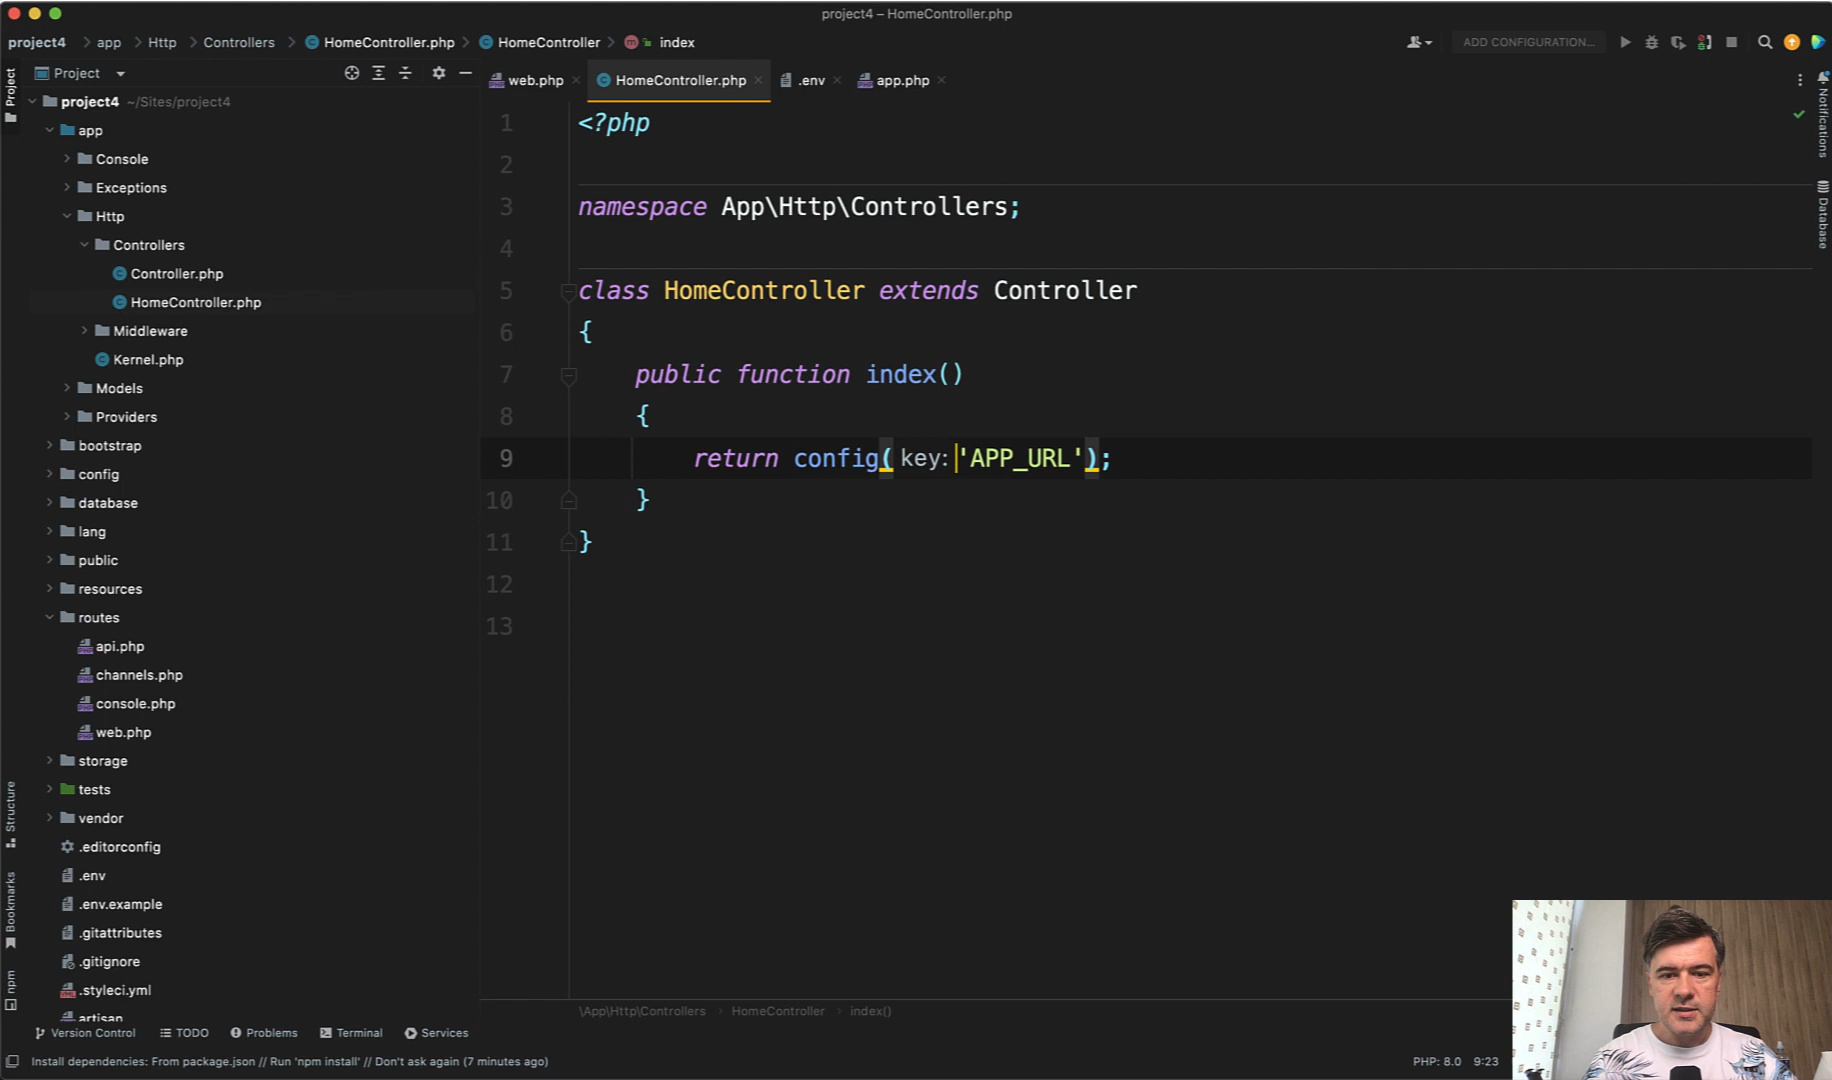 project4 – HomeController.php
project4 app Http Controllers HomeController.php HomeController index
ADD CONFIGURATION...
Project
web.php HomeController.php .env app.php
Project
Structure
Bookmarks
npm
project4 ~/Sites/project4
app
Console
Exceptions
Http
Controllers
Controller.php
HomeController.php
Middleware
Kernel.php
Models
Providers
bootstrap
config
database
lang
public
resources
routes
api.php
channels.php
console.php
web.php
storage
tests
vendor
.editorconfig
.env
.env.example
.gitattributes
.gitignore
.styleci.yml
artisan
1 <?php
2
3 namespace App\Http\Controllers;
4
5 class HomeController extends Controller
6 {
7 public function index()
8 {
9 return config( key: 'APP_URL');
10 }
11 }
12
13
Notifications
Database
\App\Http\Controllers HomeController index()
Version Control TODO Problems Terminal Services
Install dependencies: From package.json // Run 'npm install' // Don't ask again (7 minutes ago)
PHP: 8.0 9:23